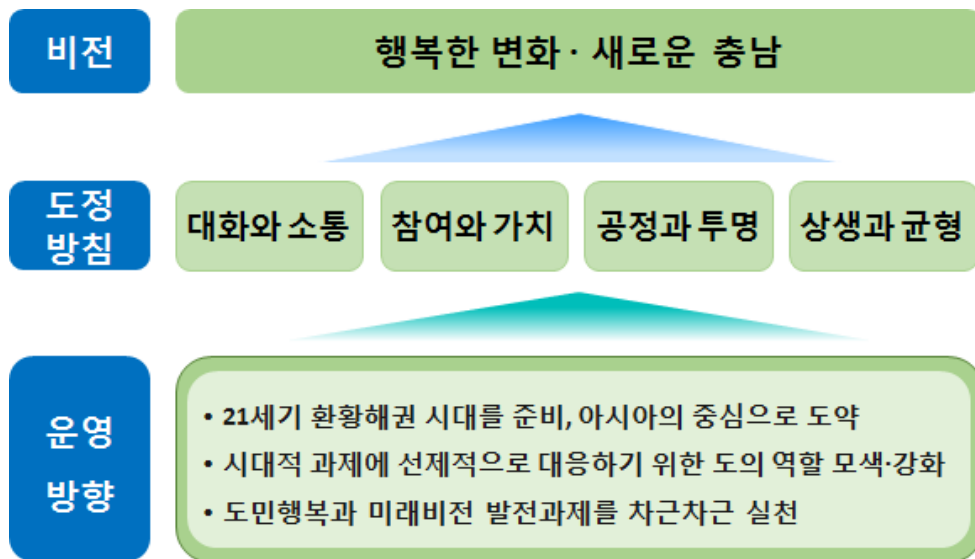 비전
행복한 변화· 새로운 충남
도정
방침
대화와 소통
참여와 가치
공정과 투명
상생과 균형
운영
방향
• 21세기 환황해권 시대를 준비, 아시아의 중심으로 도약
• 시대적 과제에 선제적으로 대응하기 위한 도의 역할 모색·강화
• 도민행복과 미래비전 발전과제를 차근차근 실천